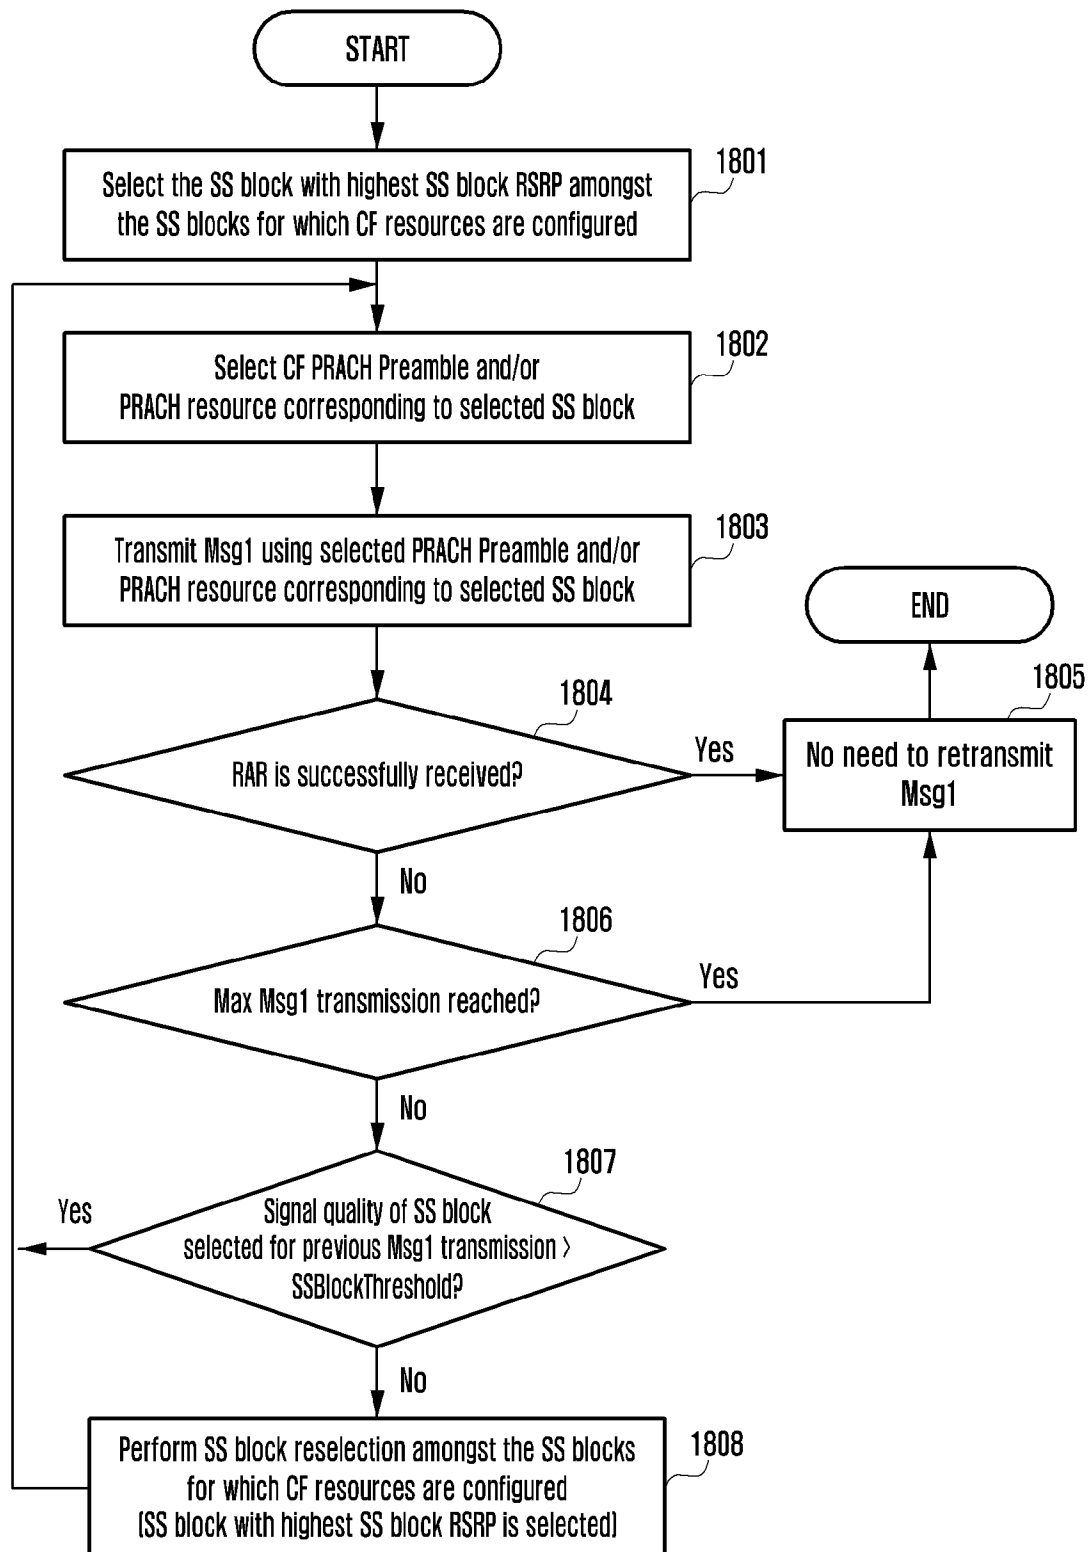 START
1801
Select the SS block with highest SS block RSRP amongst
the SS blocks for which CF resources are configured
1802
Select CF PRACH Preamble and/or
PRACH resource corresponding to selected SS block
1803
Transmit Msg1 using selected PRACH Preamble and/or
PRACH resource corresponding to selected SS block
END
1804
1805
RAR is successfully received?
Yes
No need to retransmit
Msg1
No
1806
Max Msg1 transmission reached?
Yes
No
1807
Yes
Signal quality of SS block
selected for previous Msg1 transmission >
SSBlockThreshold?
No
1808
Perform SS block reselection amongst the SS blocks
for which CF resources are configured
(SS block with highest SS block RSRP is selected)